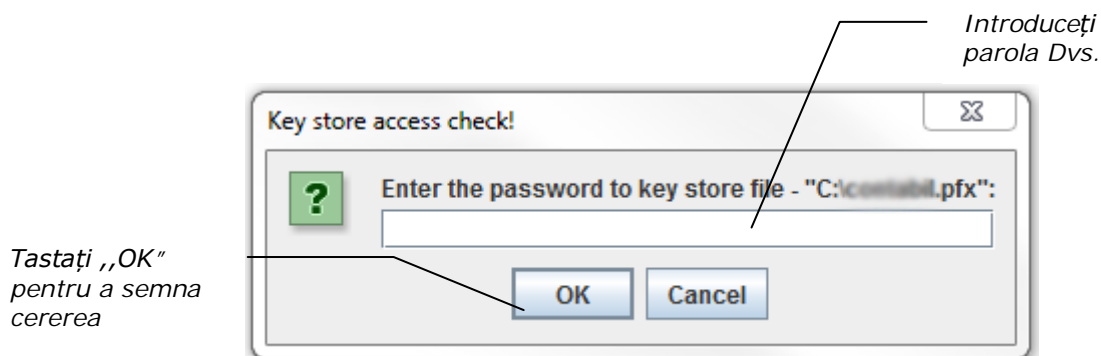 Introduceți
parola Dvs.
Key store access check!
Enter the password to key store file - "C:\ .pfx":
Tastați ,,OK”
pentru a semna
cererea
OK
Cancel